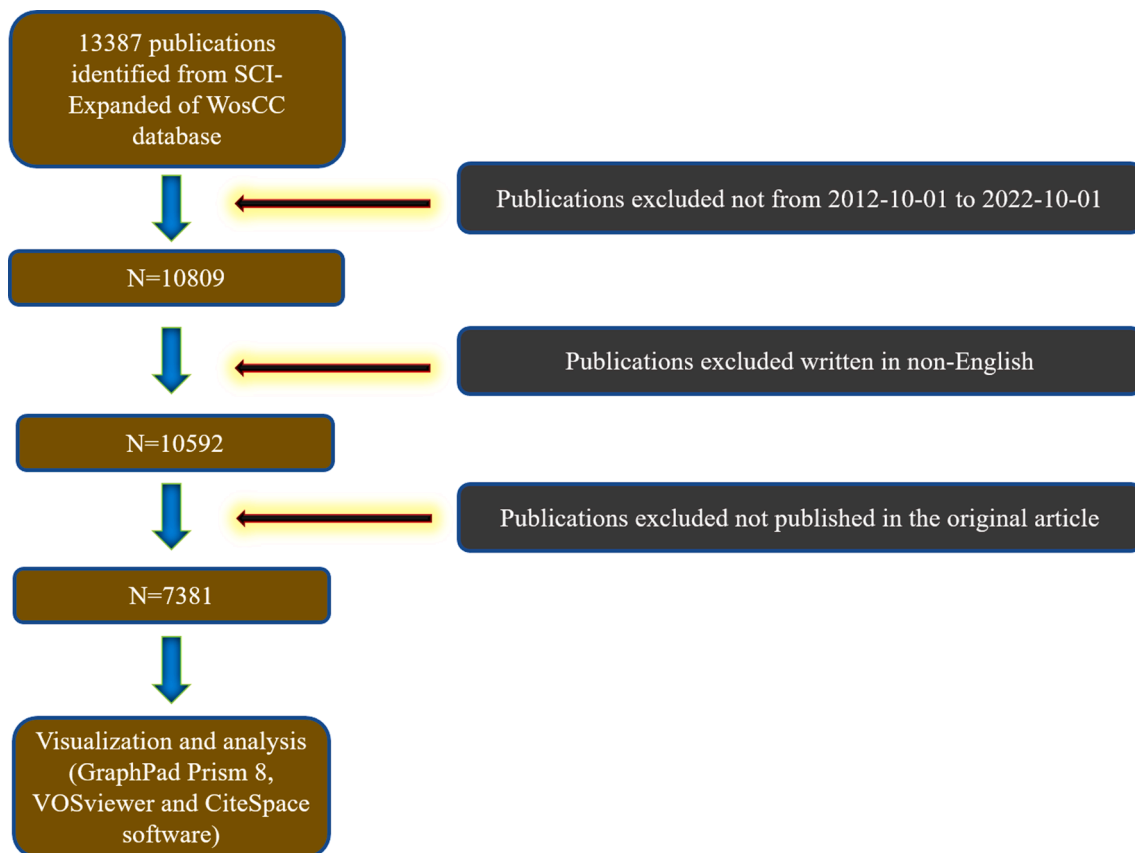 13387 publications
identified from SCI-
Expanded of WosCC
database
Publications excluded not from 2012-10-01 to 2022-10-01
N=10809
Publications excluded written in non-English
N=10592
Publications excluded not published in the original article
N=7381
Visualization and analysis
(GraphPad Prism 8,
VOSviewer and CiteSpace
software)